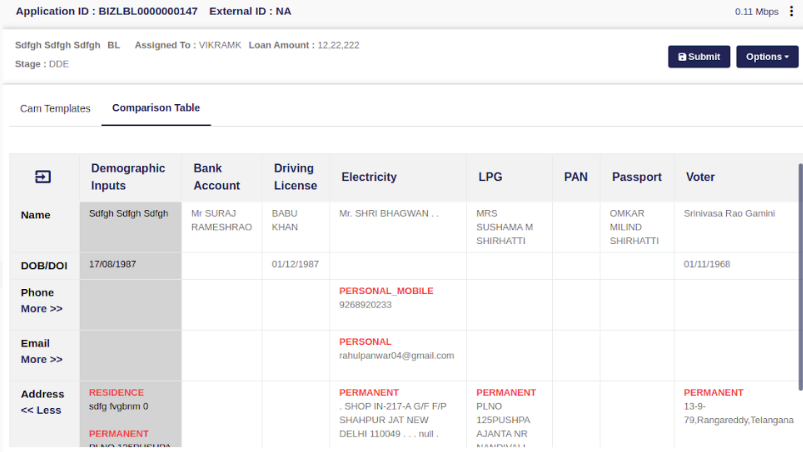 Application ID : BIZLBL0000000147 External ID : NA
0.11 Mbps
Sdfgh Sdfgh Sdfgh BL Assigned To : VIKRAMK Loan Amount : 12,22,222
Stage : DDE
Submit
Options
Cam Templates
Comparison Table
Demographic Inputs
Bank Account
Driving License
Electricity
LPG
PAN
Passport
Voter
Name
Sdfgh Sdfgh Sdfgh
Mr SURAJ
RAMESHRAO
BABU
KHAN
Mr. SHRI BHAGWAN . .
MRS
SUSHAMA M
SHIRHATTI
OMKAR
MILIND
SHIRHATTI
Srinivasa Rao Gamini
DOB/DOI
17/08/1987
01/12/1987
01/11/1968
Phone
More >>
PERSONAL_MOBILE
9268920233
Email
More >>
PERSONAL
rahulpanwar04@gmail.com
Address
<< Less
RESIDENCE
sdfg fvgbnm 0
PERMANENT
PLNO 125PUSHPA
PERMANENT
. SHOP IN-217-A G/F F/P
SHAHPUR JAT NEW
DELHI 110049 . . . null .
PERMANENT
PLNO
125PUSHPA
AJANTA NR
NANDIVALI
PERMANENT
13-9-
79,Rangareddy,Telangana